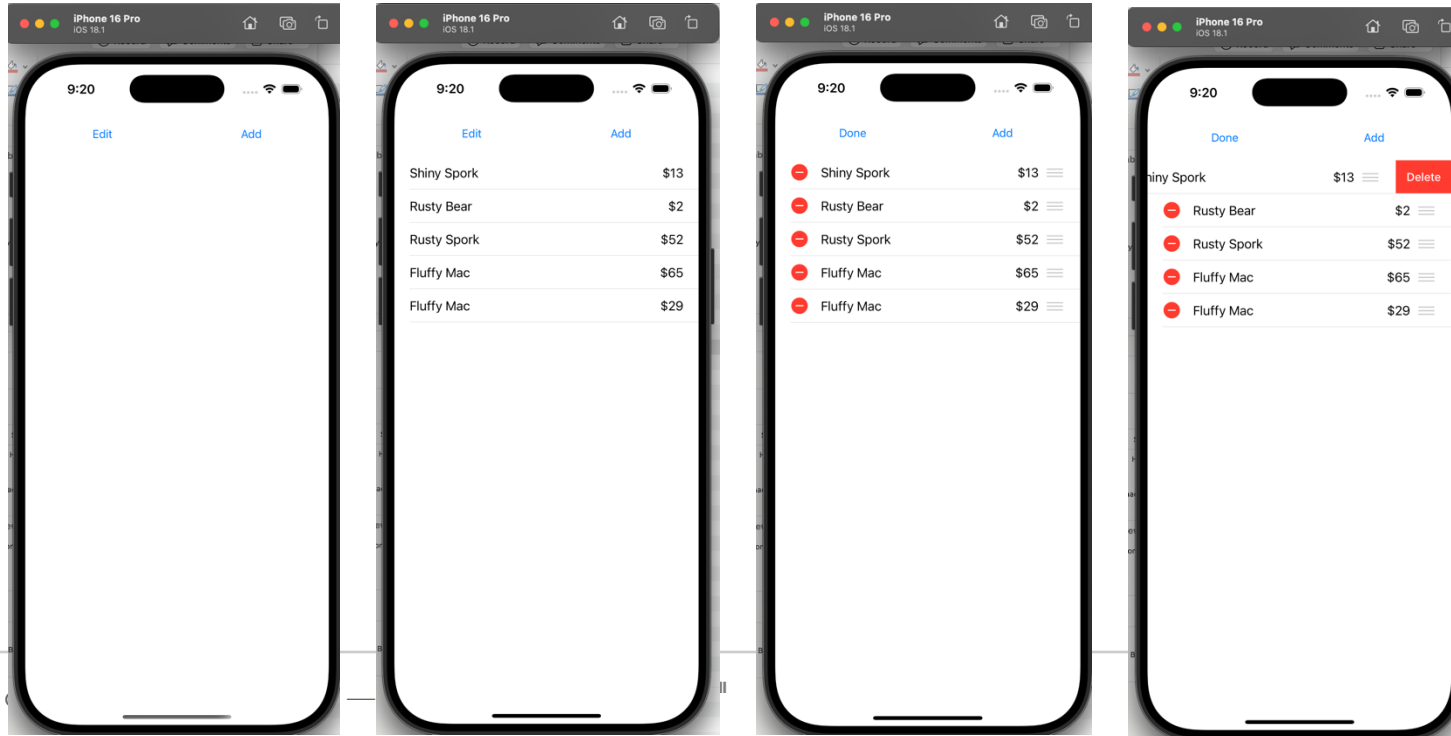 iPhone 16 Pro
iOS 18.1
9:20
Edit Add
iPhone 16 Pro
iOS 18.1
9:20
Edit Add
Shiny Spork $13
Rusty Bear $2
Rusty Spork $52
Fluffy Mac $65
Fluffy Mac $29
iPhone 16 Pro
iOS 18.1
9:20
Done Add
Shiny Spork $13
Rusty Bear $2
Rusty Spork $52
Fluffy Mac $65
Fluffy Mac $29
iPhone 16 Pro
iOS 18.1
9:20
Done Add
hiny Spork $13 Delete
Rusty Bear $2
Rusty Spork $52
Fluffy Mac $65
Fluffy Mac $29